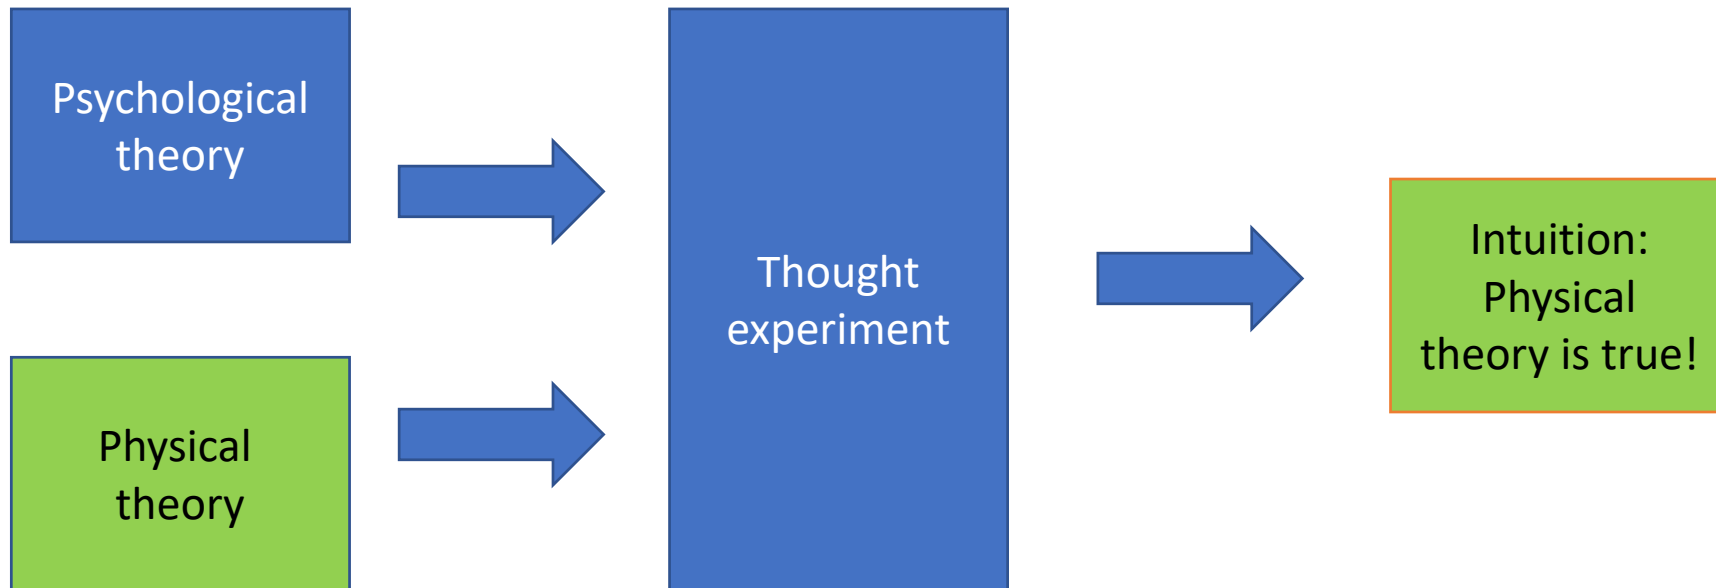 Psychological
theory
Physical
theory
Thought
experiment
Intuition:
Physical
theory is true!